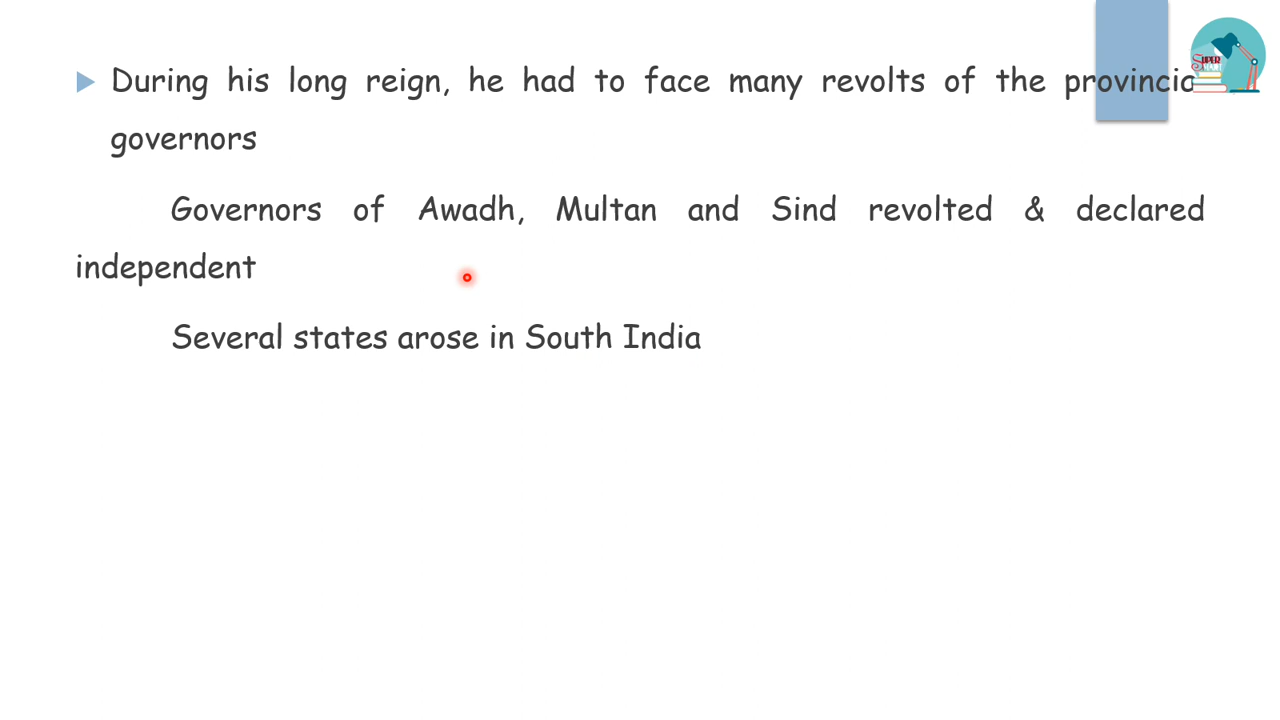 During his long reign, he had to face many revolts of the provincia
governors
Governors of Awadh, Multan and Sind revolted & declared
independent
Several states arose in South India
SUPER